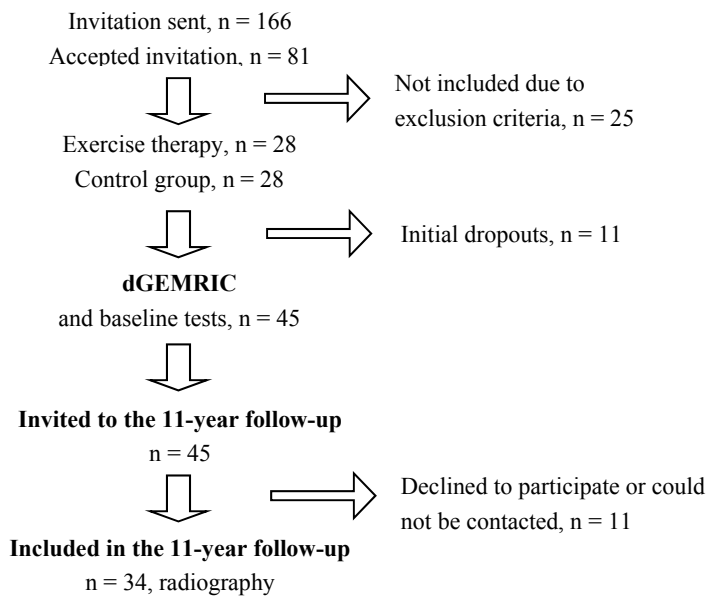 Invitation sent, n = 166
Accepted invitation, n = 81
Not included due to
exclusion criteria, n = 25
Exercise therapy, n = 28
Control group, n = 28
Initial dropouts, n = 11
dGEMRIC
and baseline tests, n = 45
Invited to the 11-year follow-up
n = 45
Declined to participate or could
not be contacted, n = 11
Included in the 11-year follow-up
n = 34, radiography